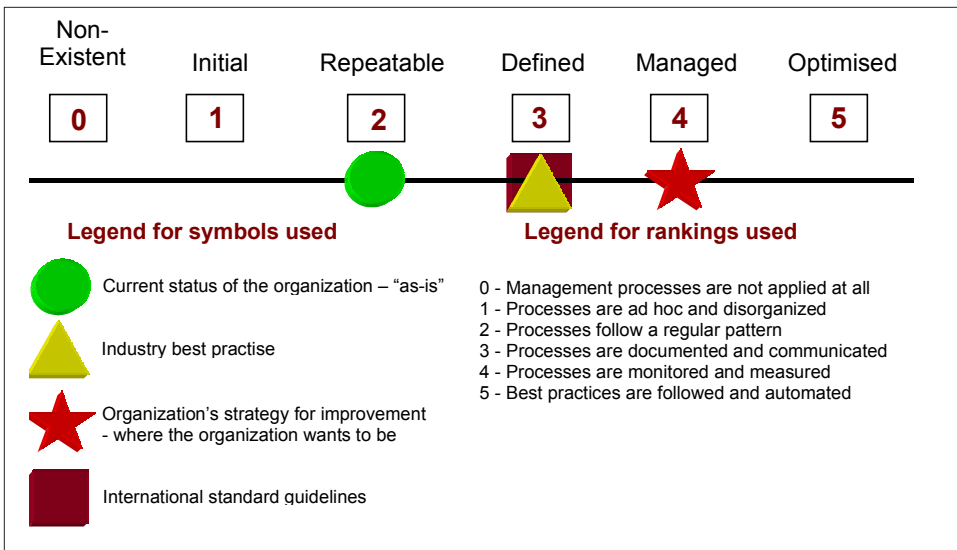 Non-
Existent
Initial
Repeatable
Defined
Managed
Optimised
0
1
2
3
4
5
Legend for symbols used
Current status of the organization – “as-is”
Industry best practise
Organization’s strategy for improvement
- where the organization wants to be
International standard guidelines
Legend for rankings used
0 - Management processes are not applied at all
1 - Processes are ad hoc and disorganized
2 - Processes follow a regular pattern
3 - Processes are documented and communicated
4 - Processes are monitored and measured
5 - Best practices are followed and automated